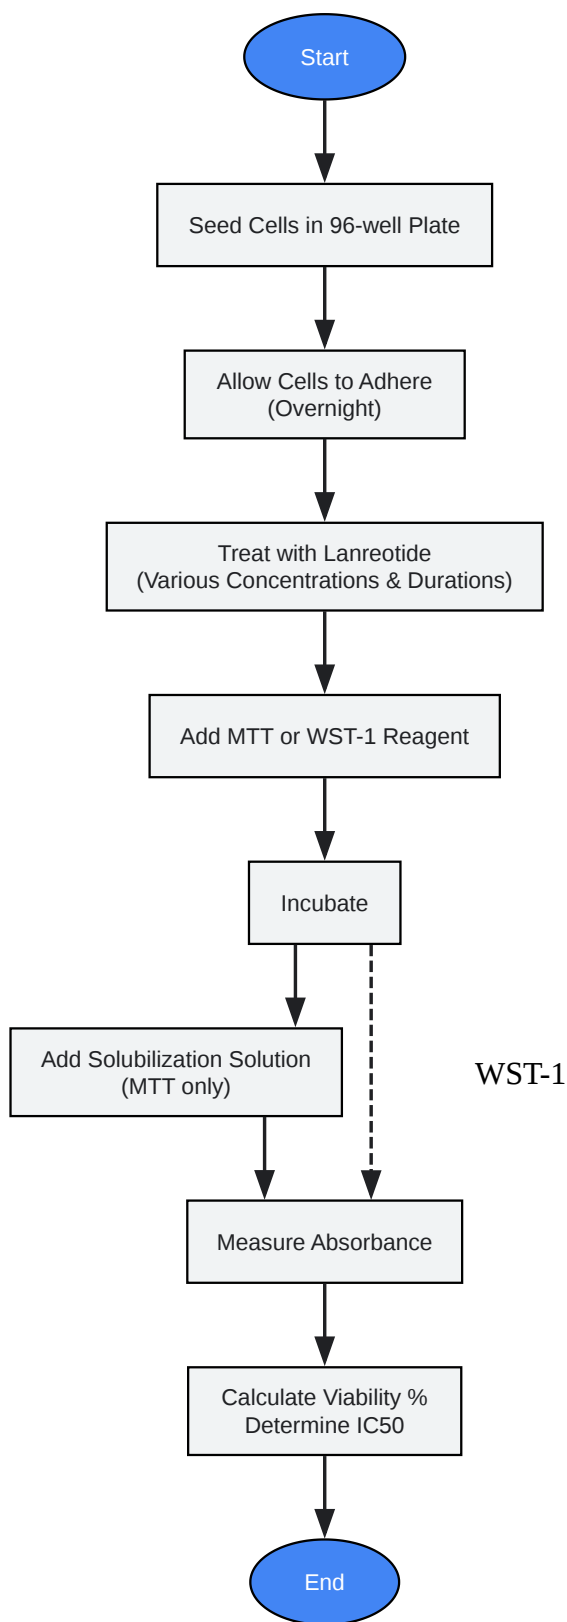 Start
Seed Cells in 96-well Plate
Allow Cells to Adhere
(Overnight)
Treat with Lanreotide
(Various Concentrations & Durations)
Add MTT or WST-1 Reagent
Incubate
Add Solubilization Solution
(MTT only)
WST-1
Measure Absorbance
Calculate Viability %
Determine IC50
End